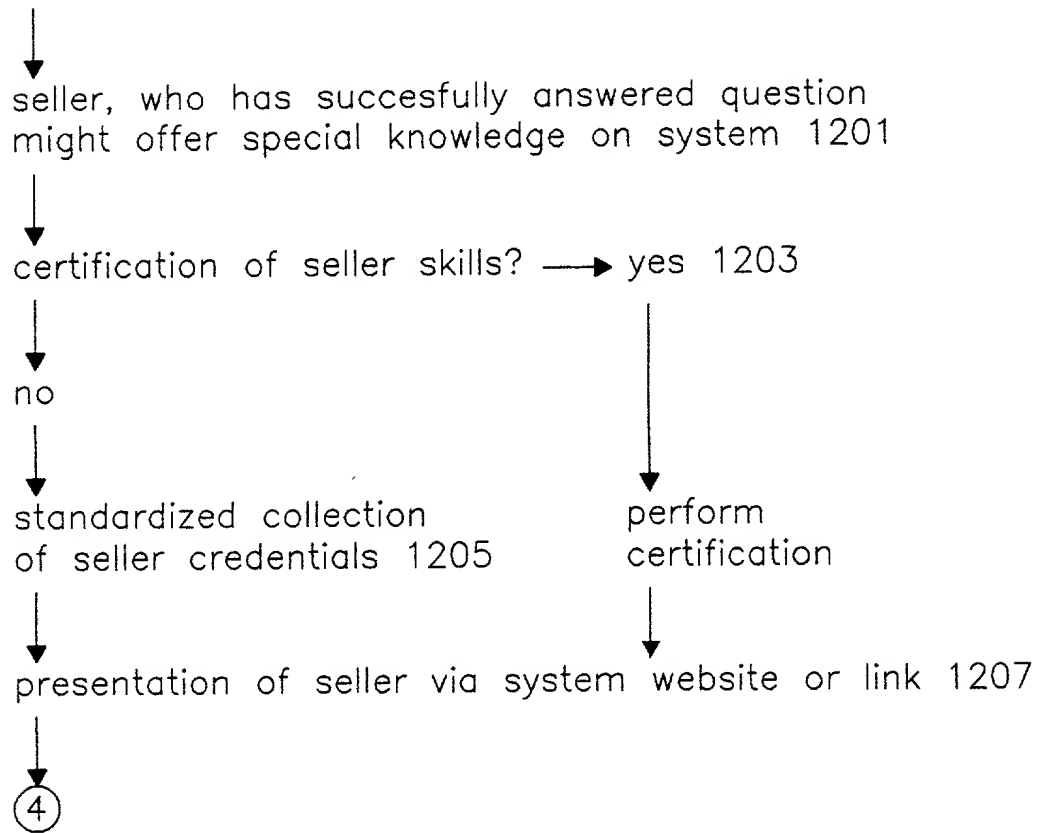 seller, who has succesfully answered question
might offer special knowledge on system 1201
certification of seller skills? yes 1203
no
standardized collection
of seller credentials 1205
perform
certification
presentation of seller via system website or link 1207
4